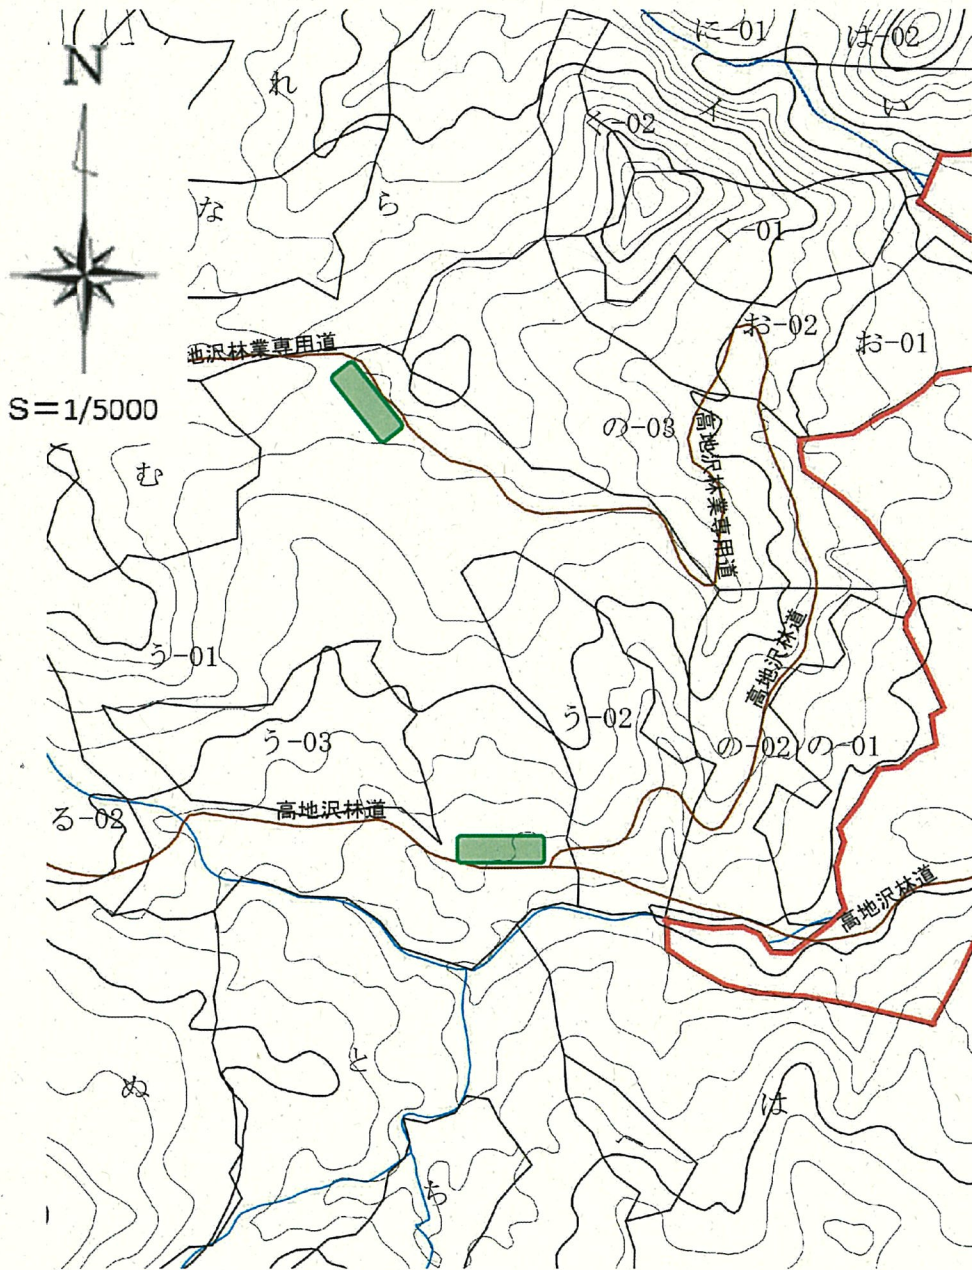 N
S=1/5000
に-01
は-02
れ
イ
い
く-02
な
ら
く-01
お-02
地沢林業専用道
お-01
の-03
高地沢林業専用道
む
高地沢林道
う-01
う-02
う-03
の-02
の-01
高地沢林道
る-02
高地沢林道
と
ぬ
は
ち